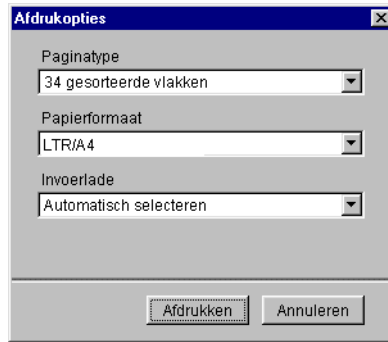 Afdrukopties
Paginatype
34 gesorteerde vlakken
Papierformaat
LTR/A4
Invoerlade
Automatisch selecteren
Afdrukken
Annuleren